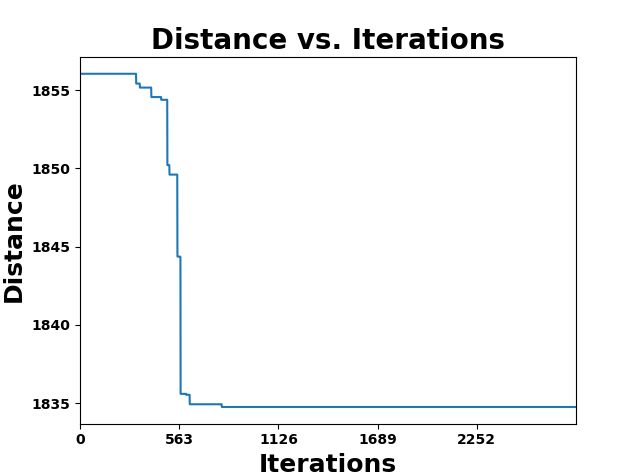 Distance vs. Iterations
1855
1850
1845
1840
1835
Distance
0 563 1126 1689 2252
Iterations